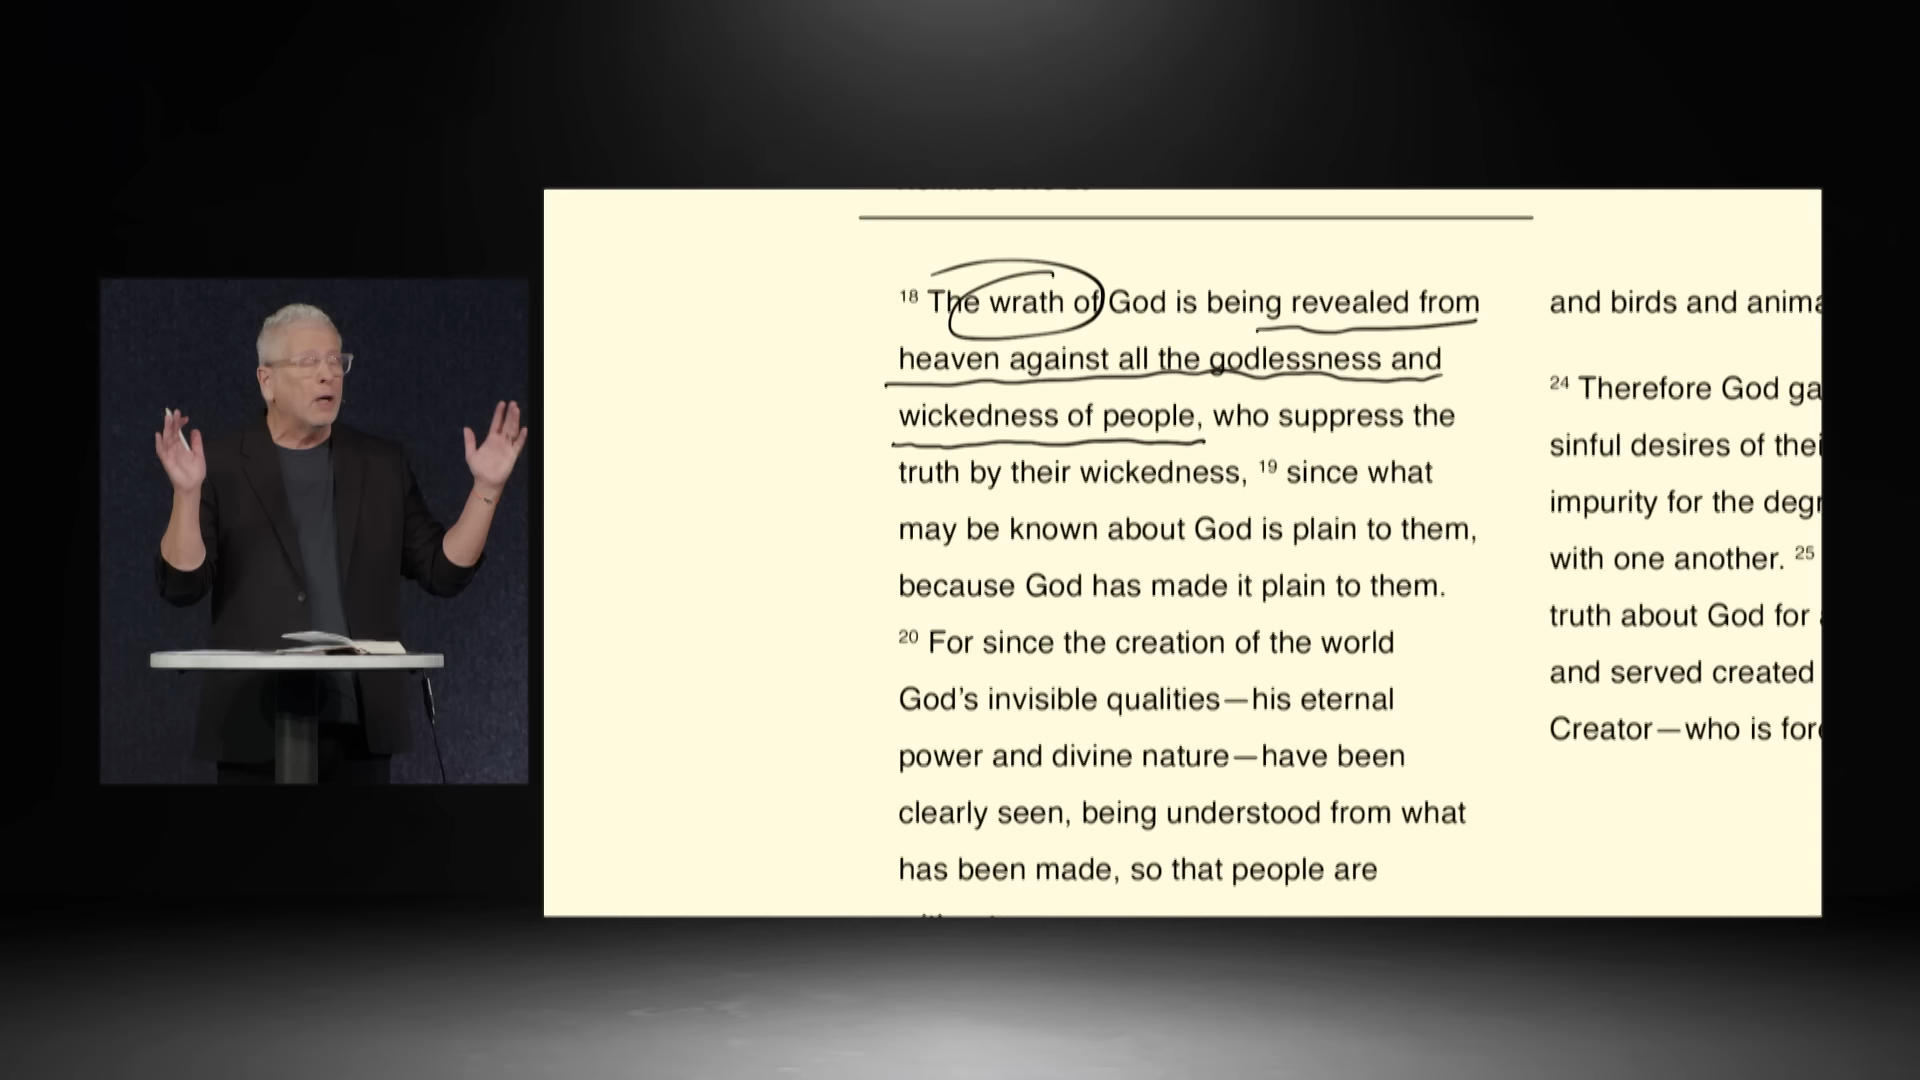 18 The wrath of God is being revealed from
heaven against all the godlessness and
wickedness of people, who suppress the
truth by their wickedness, 19 since what
may be known about God is plain to them,
because God has made it plain to them.
20 For since the creation of the world
God's invisible qualities—his eternal
power and divine nature—have been
clearly seen, being understood from what
has been made, so that people are
and birds and anima
24 Therefore God ga
sinful desires of thei
impurity for the degr
with one another. 25
truth about God for
and served created
Creator—who is fore